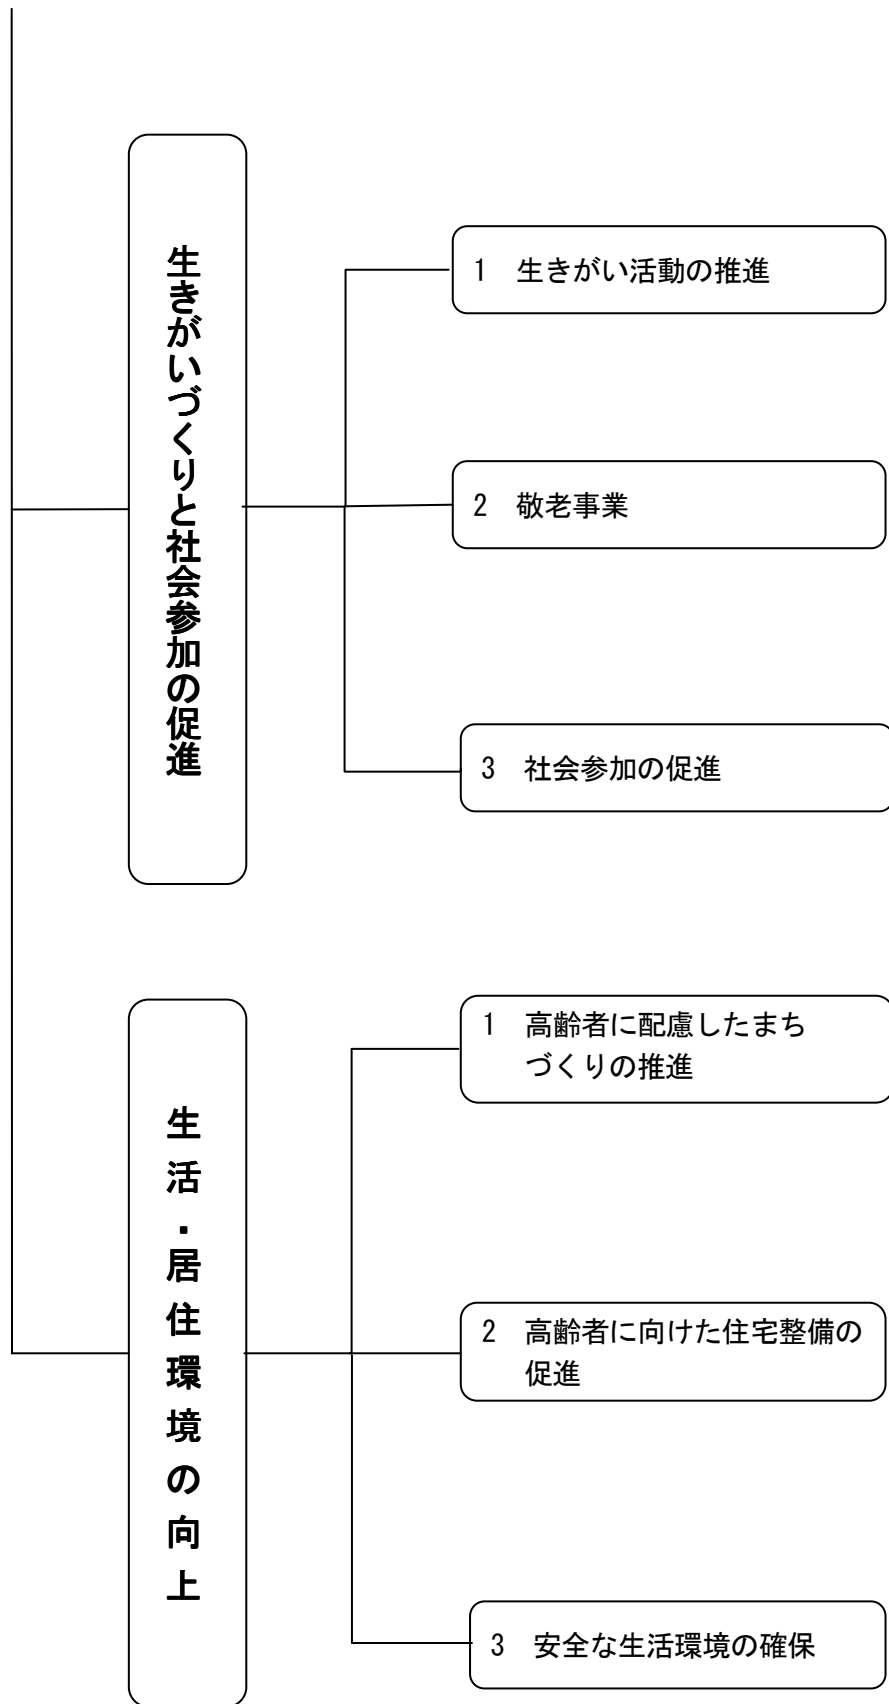 生きがいづくりと社会参加の促進
1 生きがい活動の推進
2 敬老事業
3 社会参加の促進
生活・居住環境の向上
1 高齢者に配慮したまち
づくりの推進
2 高齢者に向けた住宅整備の
促進
3 安全な生活環境の確保